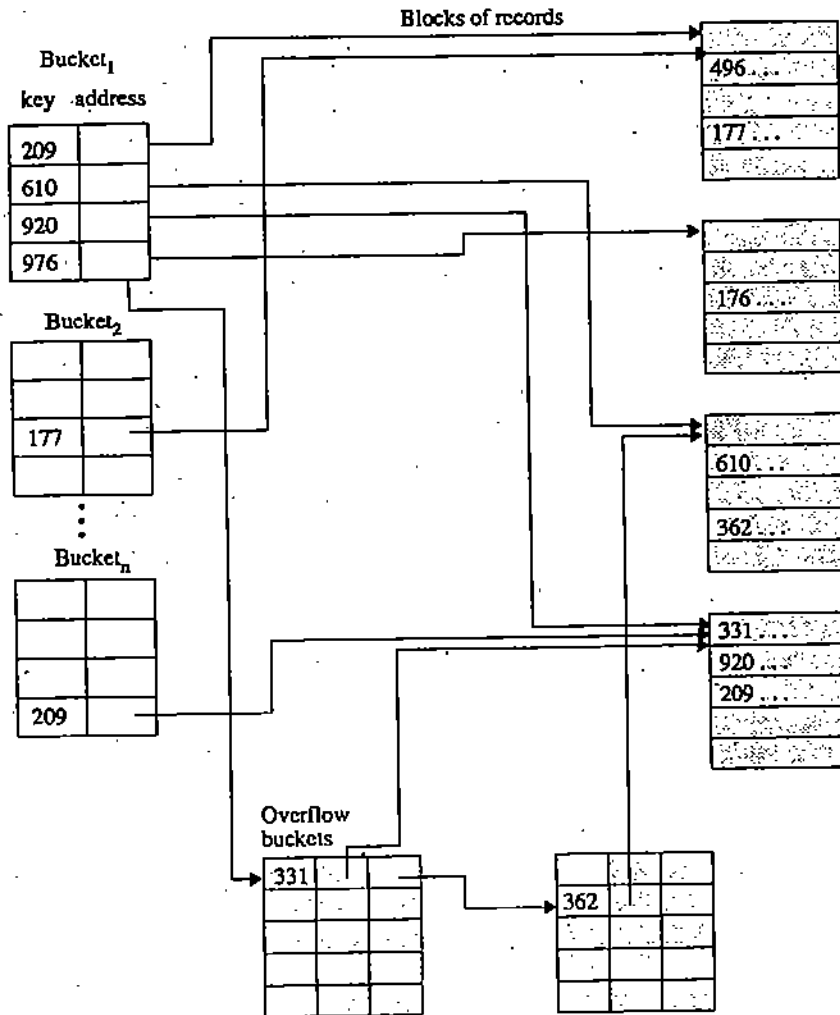 Blocks of records
Bucket1
key address
209
610
920
976
Bucket2
177
Bucketn
209
496...
177...
176....
610...
362...
331...
920...
209...
Overflow
buckets
331
362